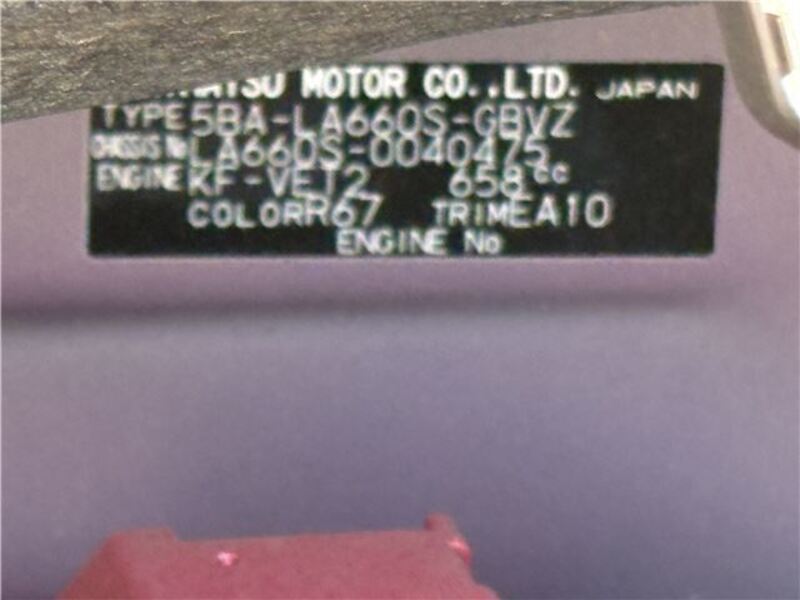 MOTOR CO.,LTD. JAPAN
TYPE 5BA-LA660S-GBVZ
CHASSIS No LA660S-0040475
ENGINE KF-VET2 658cc
COLOR R67 TRIM EA10
ENGINE No